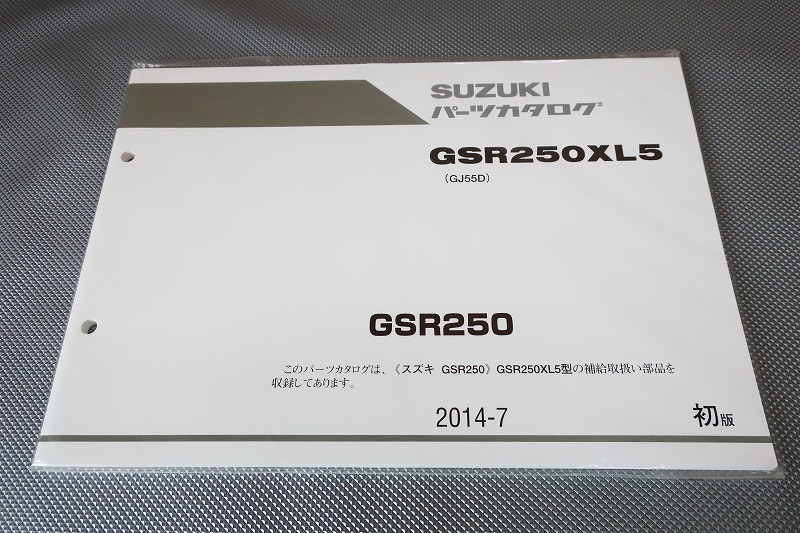 SUZUKI
パーツカタログ
GSR250XL5
(GJ55D)
GSR250
このパーツカタログは、《スズキ GSR250》GSR250XL5型の補給取扱い部品を
収録してあります。
2014-7
初版